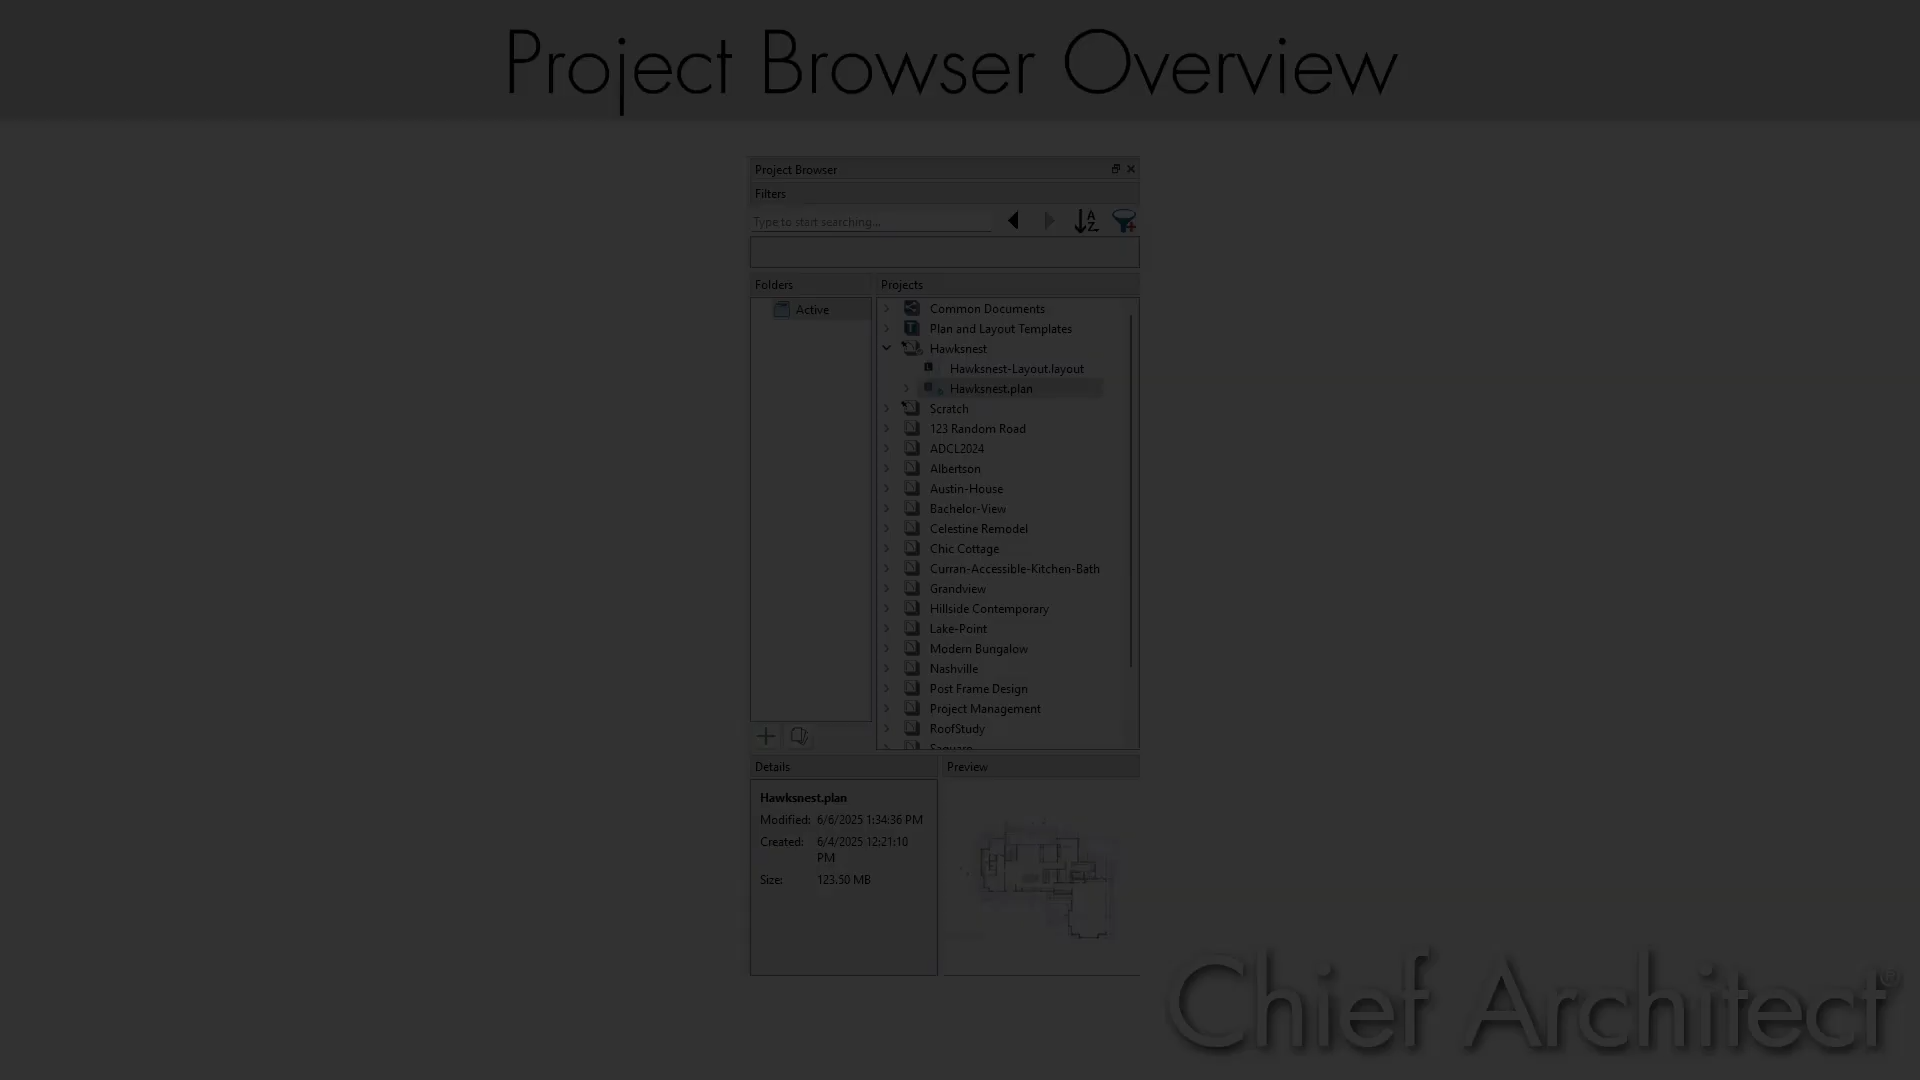 Project Browser Overview
Project Browser
Filters
Type to start searching...
Folders
Projects
Active
Common Documents
Plan and Layout Templates
Hawksnest
Hawksnest-Layout.layout
Hawksnest.plan
Scratch
123 Random Road
ADCL2024
Albertson
Austin-House
Bachelor-View
Celestine Remodel
Chic Cottage
Curran-Accessible-Kitchen-Bath
Grandview
Hillside Contemporary
Lake-Point
Modern Bungalow
Nashville
Post Frame Design
Project Management
RoofStudy
Details
Preview
Hawksnest.plan
Modified: 6/6/2025 1:34:36 PM
Created: 6/4/2025 12:21:10
PM
Size: 123.50 MB
Chief Architect®